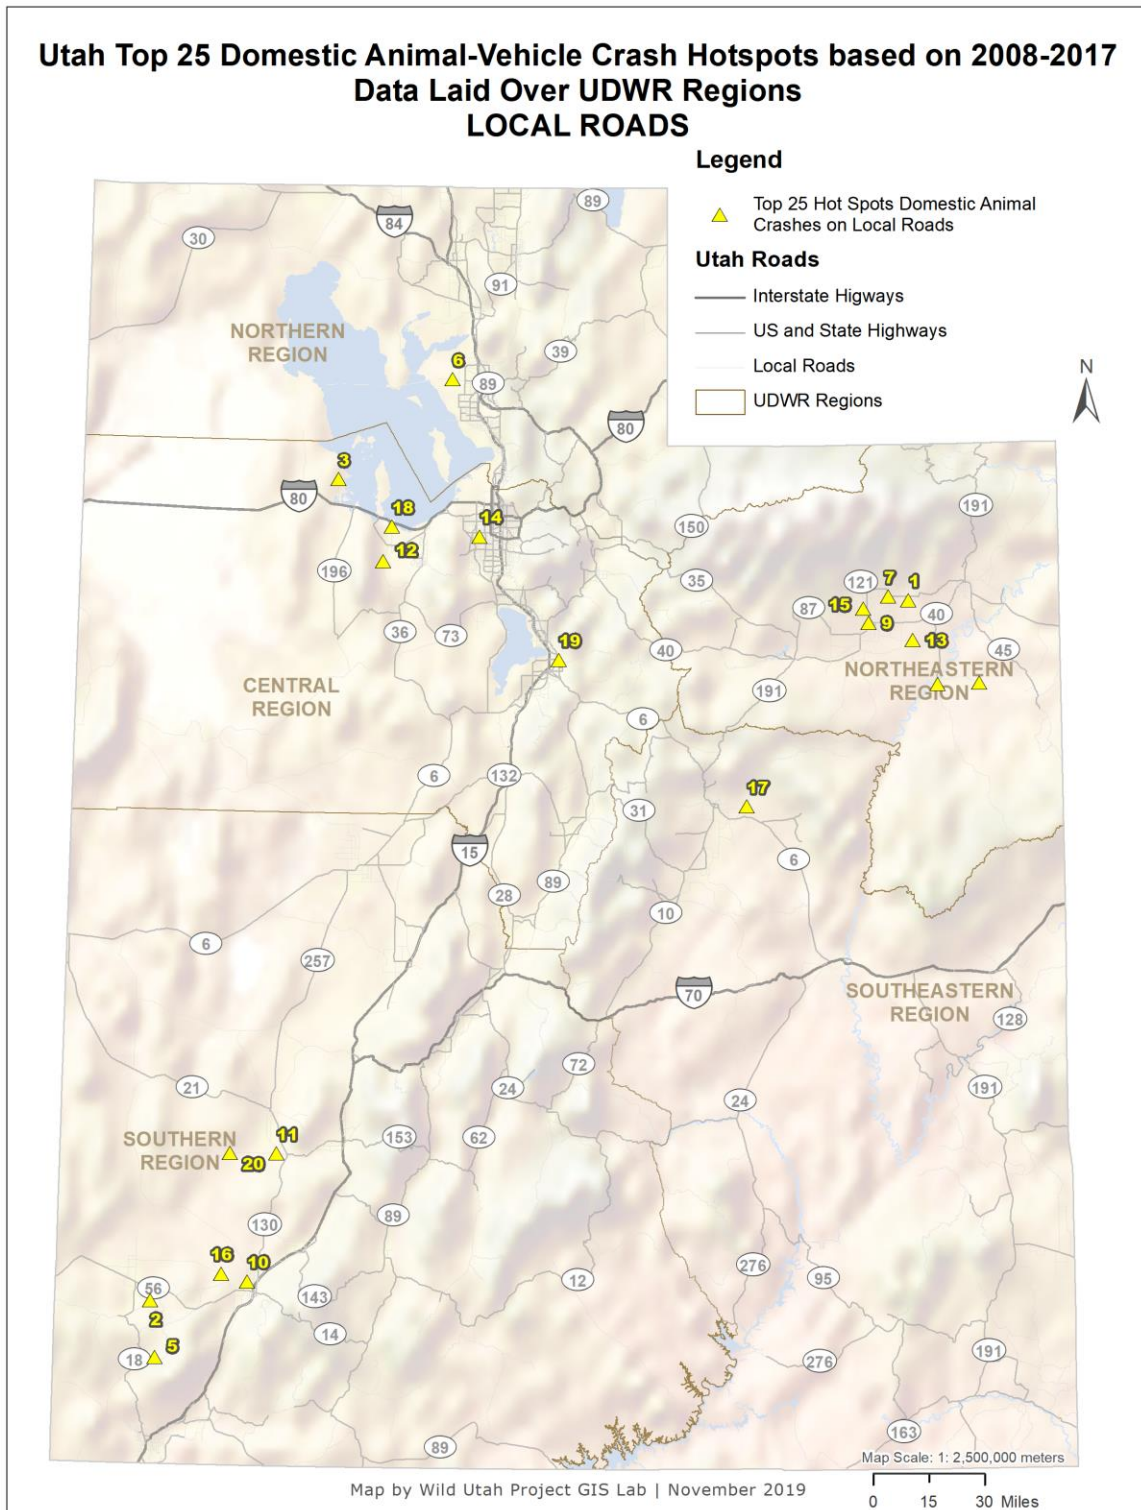 Utah Top 25 Domestic Animal-Vehicle Crash Hotspots based on 2008-2017
Data Laid Over UDWR Regions
LOCAL ROADS
Legend
Top 25 Hot Spots Domestic Animal
Crashes on Local Roads
Utah Roads
Interstate Higways
US and State Highways
Local Roads
UDWR Regions
N
89
84
30
91
NORTHERN
REGION
39
6
89
80
3
80
18
14
191
150
12
196
35
121
7
1
87
15
40
9
36
73
13
19
40
45
NORTHEASTERN
REGION
CENTRAL
REGION
191
6
6
132
17
31
15
6
89
28
10
6
257
70
SOUTHEASTERN
REGION
128
72
21
24
191
24
SOUTHERN
REGION
11
153
62
20
89
130
16
10
276
12
95
56
143
2
14
5
18
191
276
163
89
Map Scale: 1: 2,500,000 meters
Map by Wild Utah Project GIS Lab | November 2019
0 15 30 Miles